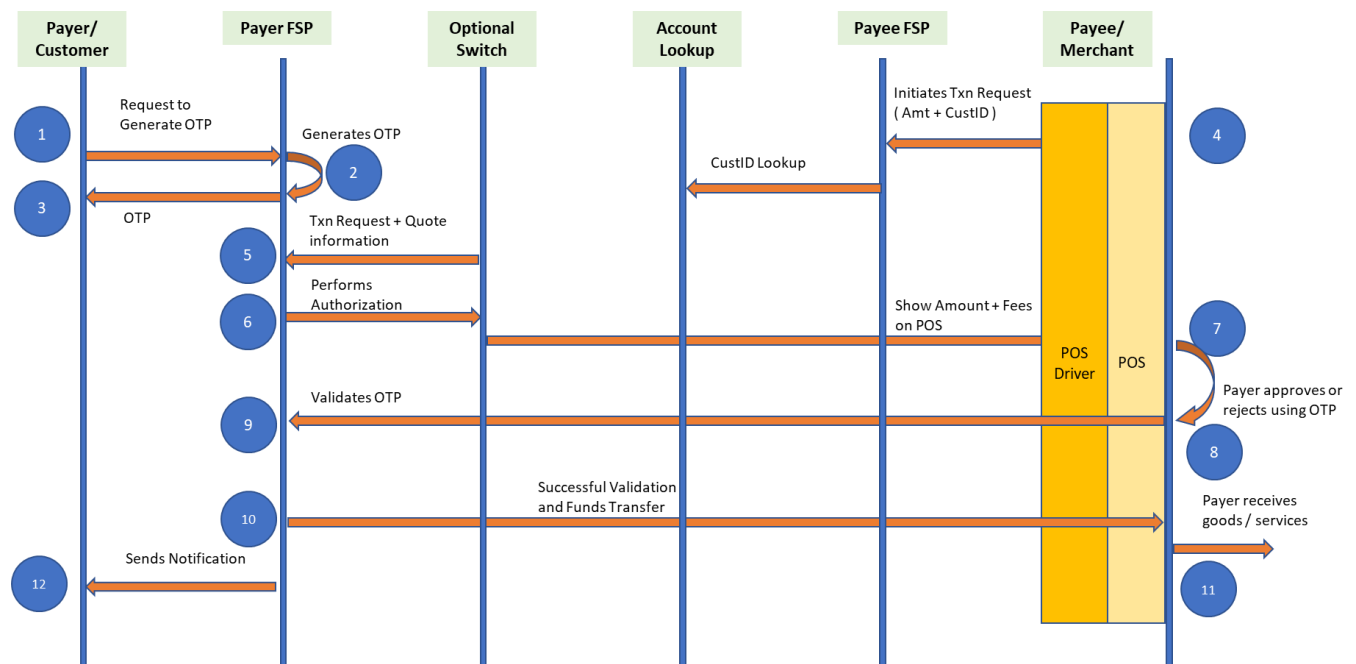 Payer/
Customer
Payer FSP
Optional
Switch
Account
Lookup
Payee FSP
Payee/
Merchant
1
Request to
Generate OTP
Generates OTP
2
3
OTP
Initiates Txn Request
( Amt + CustID )
4
CustID Lookup
Txn Request + Quote
information
5
Performs
Authorization
6
Show Amount + Fees
on POS
7
POS
Driver
POS
Payer approves or
rejects using OTP
8
Validates OTP
9
Successful Validation
and Funds Transfer
10
Payer receives
goods / services
11
Sends Notification
12